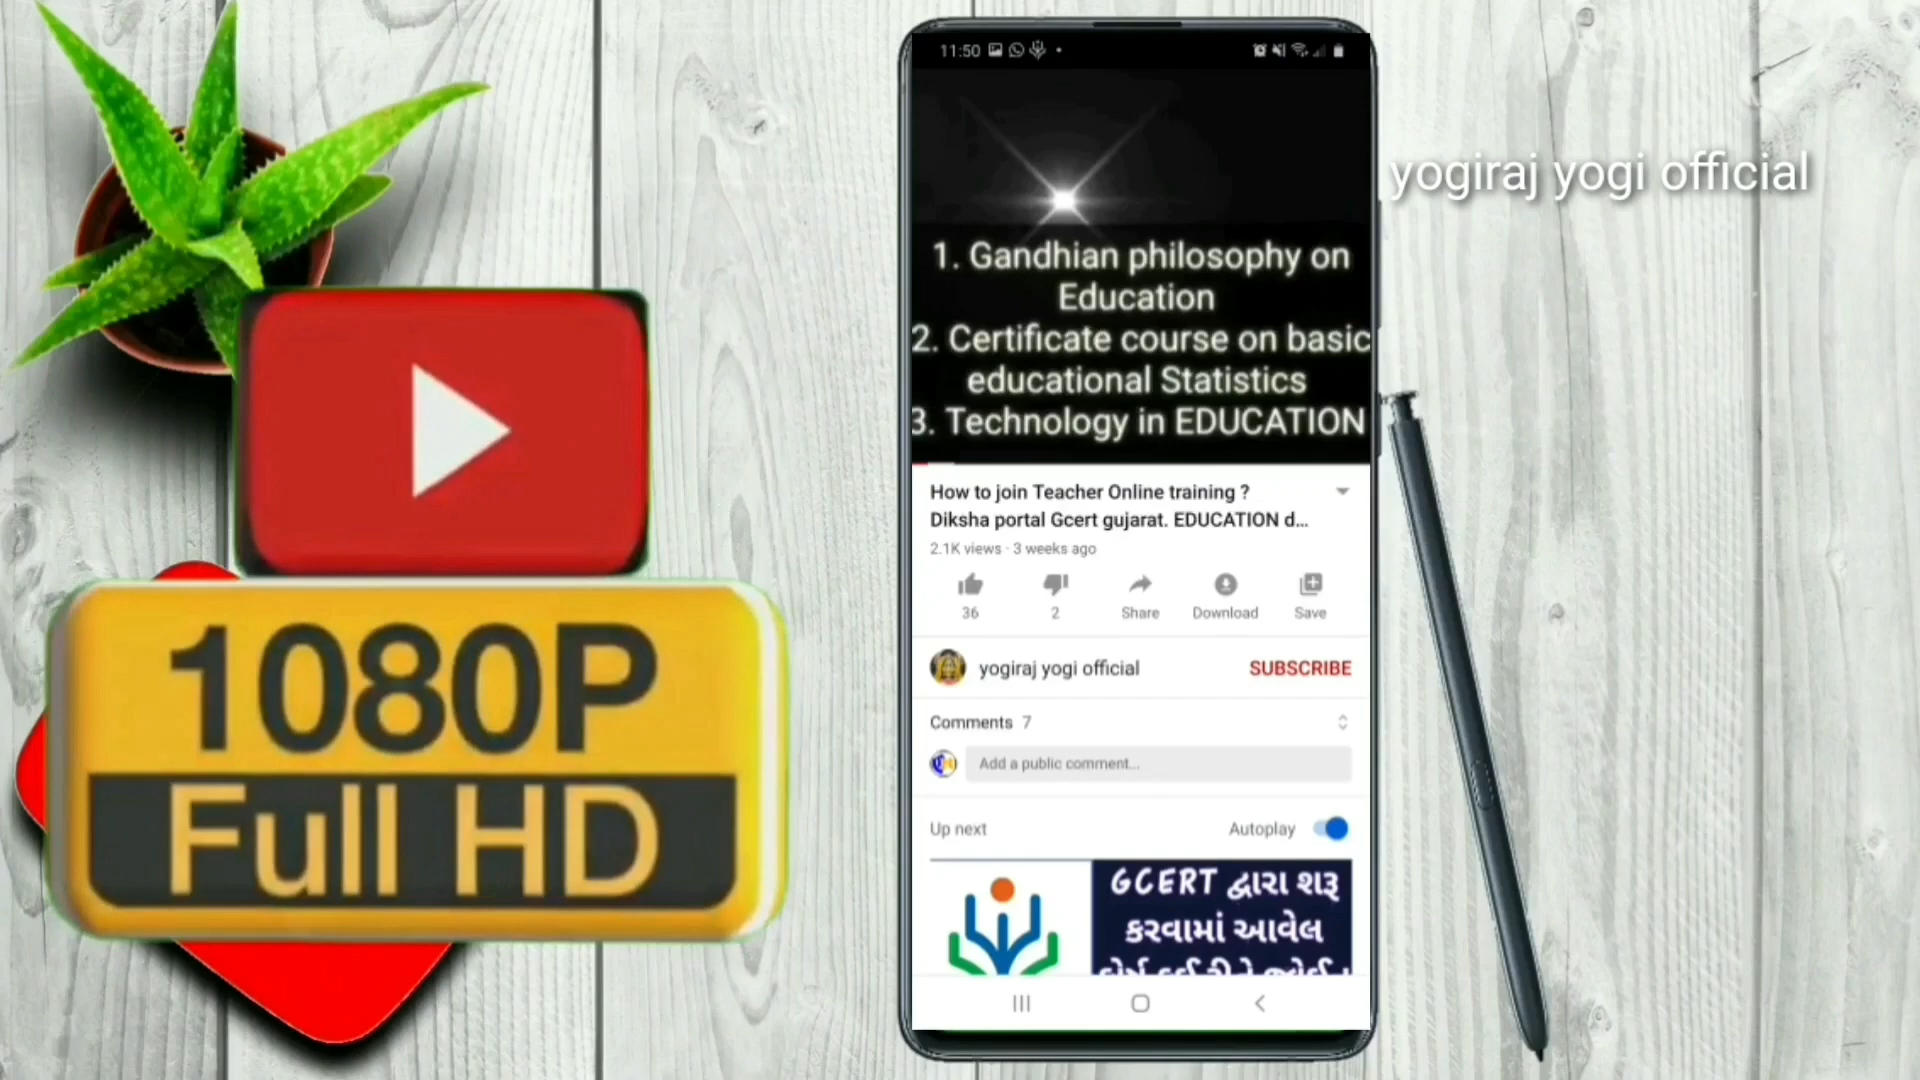 11:50
yogiraj yogi official
1. Gandhian philosophy on
Education
2. Certificate course on basic
educational Statistics
3. Technology in EDUCATION
How to join Teacher Online training ?
Diksha portal Gcert gujarat. EDUCATION d...
2.1K views · 3 weeks ago
36
2
Share
Download
Save
yogiraj yogi official
SUBSCRIBE
Comments 7
Add a public comment...
Up next
Autoplay
GCERT દ્વારા શરૂ
કરવામાં આવેલ
1080P
Full HD